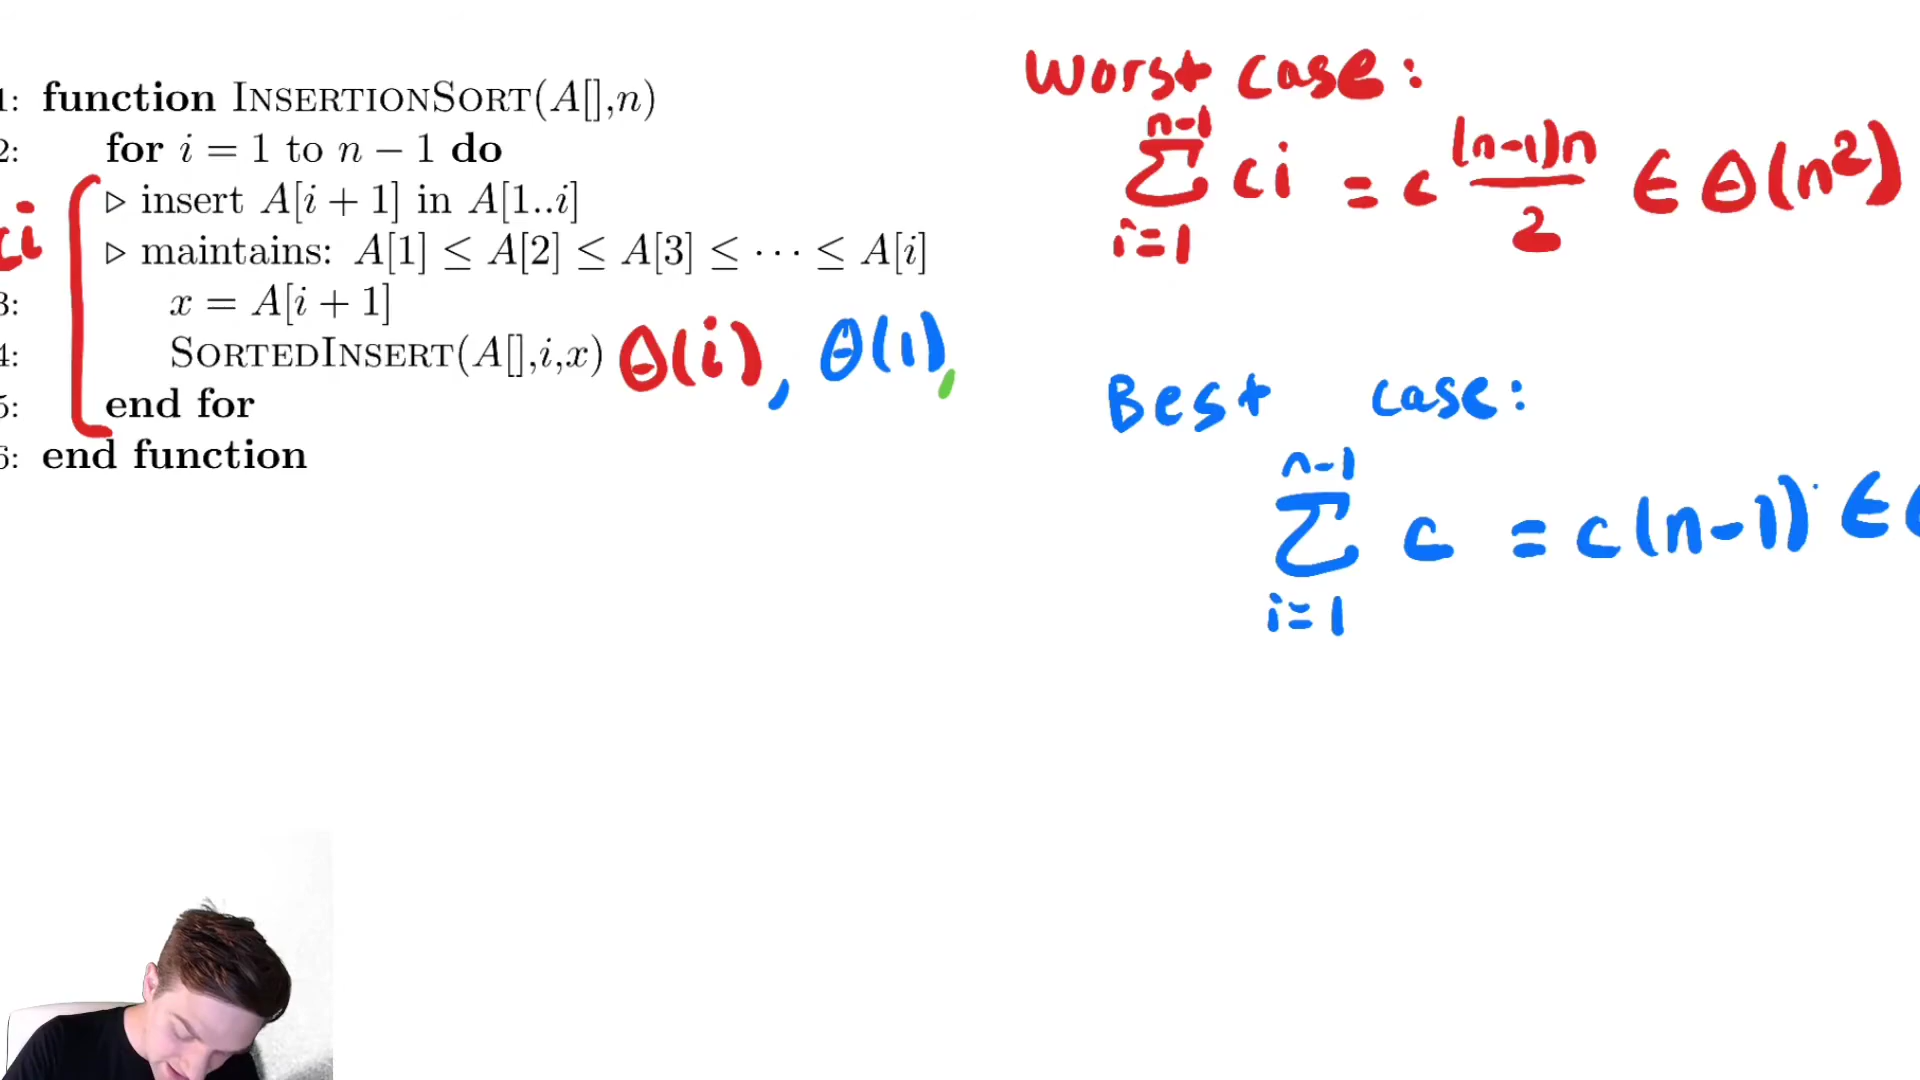 1: function INSERTIONSORT(A[],n)
2: for i = 1 to n − 1 do
▷ insert A[i + 1] in A[1..i]
▷ maintains: A[1] ≤ A[2] ≤ A[3] ≤ ··· ≤ A[i]
3: x = A[i + 1]
4: SORTEDINSERT(A[],i,x) Θ(i), Θ(1),
5: end for
6: end function
ci
Worst case:
n-1
∑ ci = c (n-1)n / 2 ∈ Θ(n²)
i=1
Best case:
n-1
∑ c = c(n-1) ∈
i=1